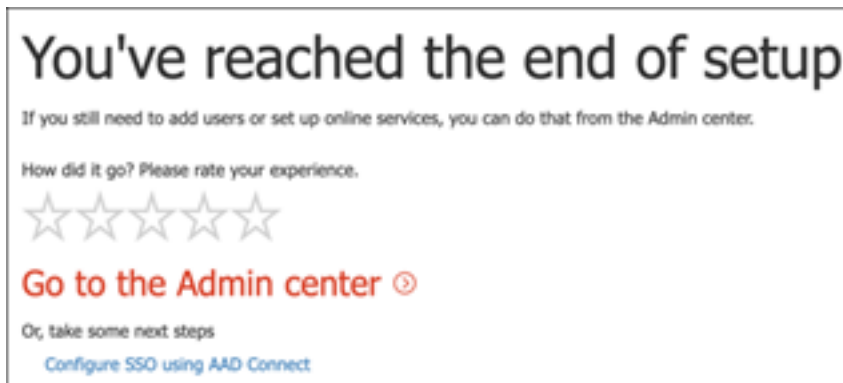 You've reached the end of setup
If you still need to add users or set up online services, you can do that from the Admin center.
How did it go? Please rate your experience.
Go to the Admin center
Or, take some next steps
Configure SSO using AAD Connect